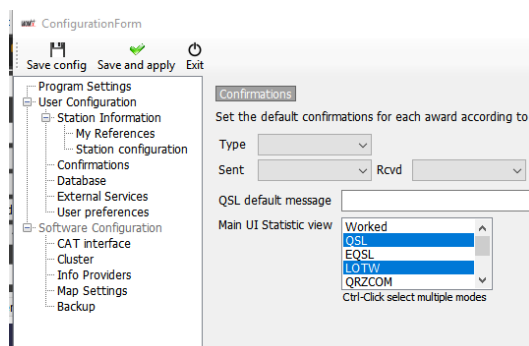 ConfigurationForm
Save config Save and apply Exit
Program Settings
User Configuration
Station Information
My References
Station configuration
Confirmations
Database
External Services
User preferences
Software Configuration
CAT interface
Cluster
Info Providers
Map Settings
Backup
Confirmations
Set the default confirmations for each award according to
Type
Sent Rcvd
QSL default message
Main UI Statistic view
Worked
QSL
EQSL
LOTW
QRZCOM
Ctrl-Click select multiple modes